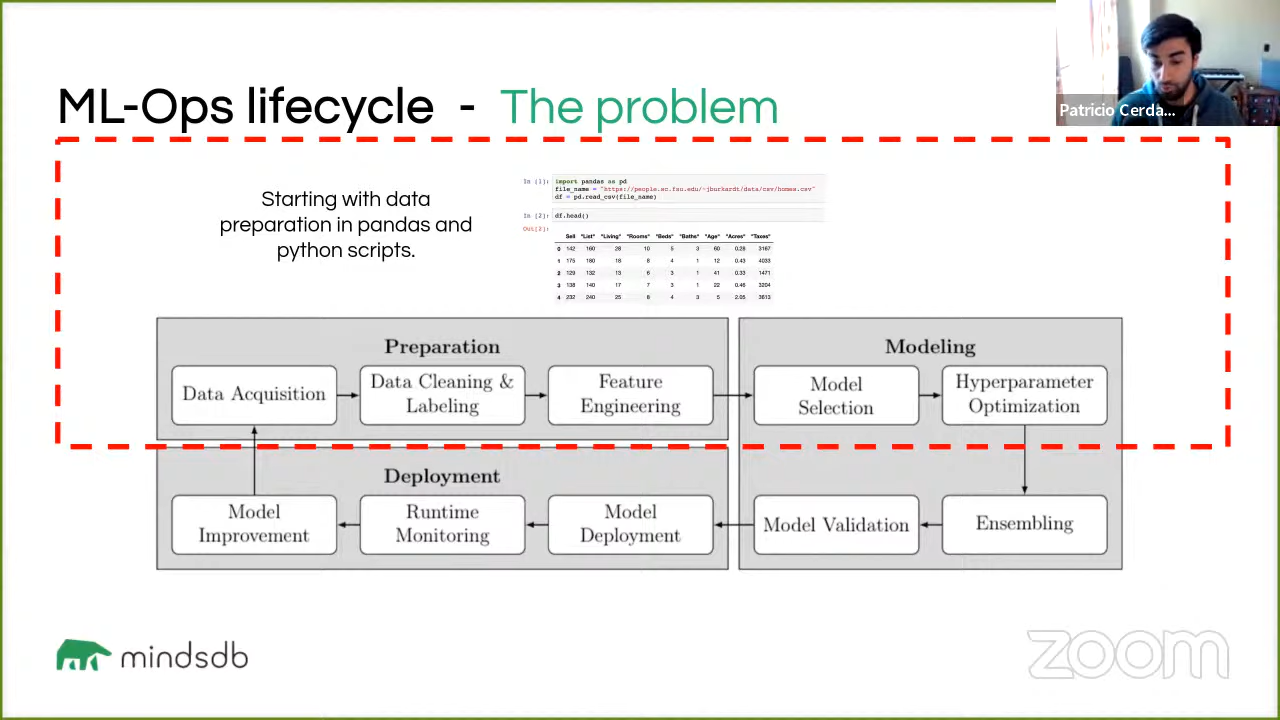 ML-Ops lifecycle - The problem
Patricio Cerda...
Starting with data
preparation in pandas and
python scripts.
In [1]: import pandas as pd
file_name = "https://people.sc.fsu.edu/~jburkardt/data/csv/homes.csv"
df = pd.read_csv(file_name)
In [2]: df.head()
Out[2]:
Sell "List" "Living" "Rooms" "Beds" "Baths" "Age" "Acres" "Taxes"
0 142 160 28 10 5 3 60 0.28 3167
1 175 180 18 8 4 1 12 0.43 4033
2 129 132 13 6 3 1 41 0.33 1471
3 138 140 17 7 3 1 22 0.46 3204
4 232 240 25 8 4 3 5 2.05 3613
Preparation
Data Acquisition
Data Cleaning &
Labeling
Feature
Engineering
Modeling
Model
Selection
Hyperparameter
Optimization
Deployment
Model
Improvement
Runtime
Monitoring
Model
Deployment
Model Validation
Ensembling
mindsdb
zoom